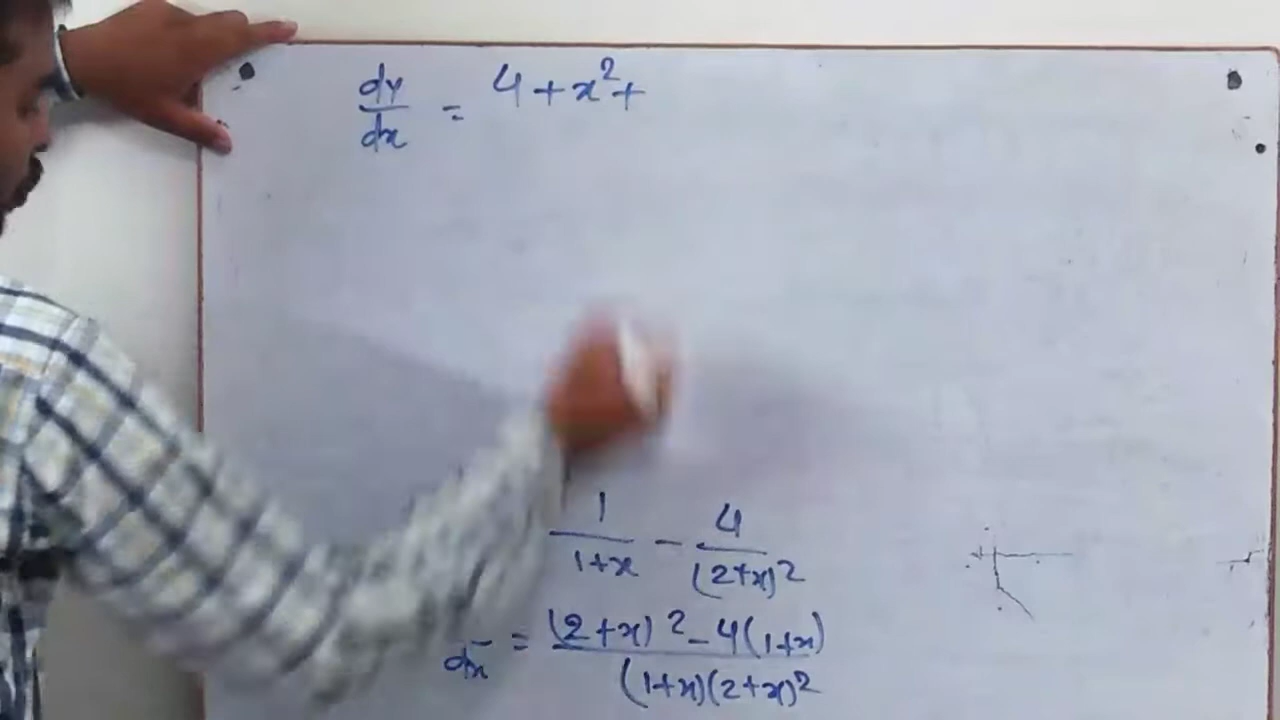 dy/dx = 4 + x² +
1/(1+x) - 4/(2+x)²
dx = ((2+x)² - 4(1+x))/((1+x)(2+x)²)